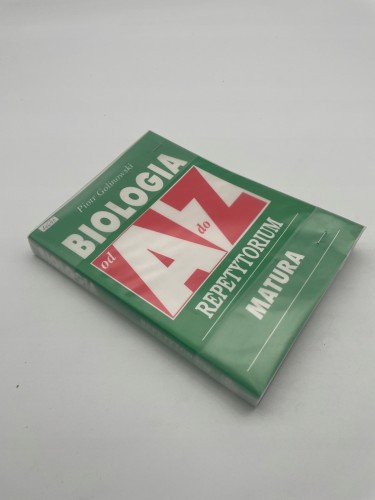 Piotr Golinowski
BIOLOGIA
od
A
do
Z
REPETYTORIUM
MATURA